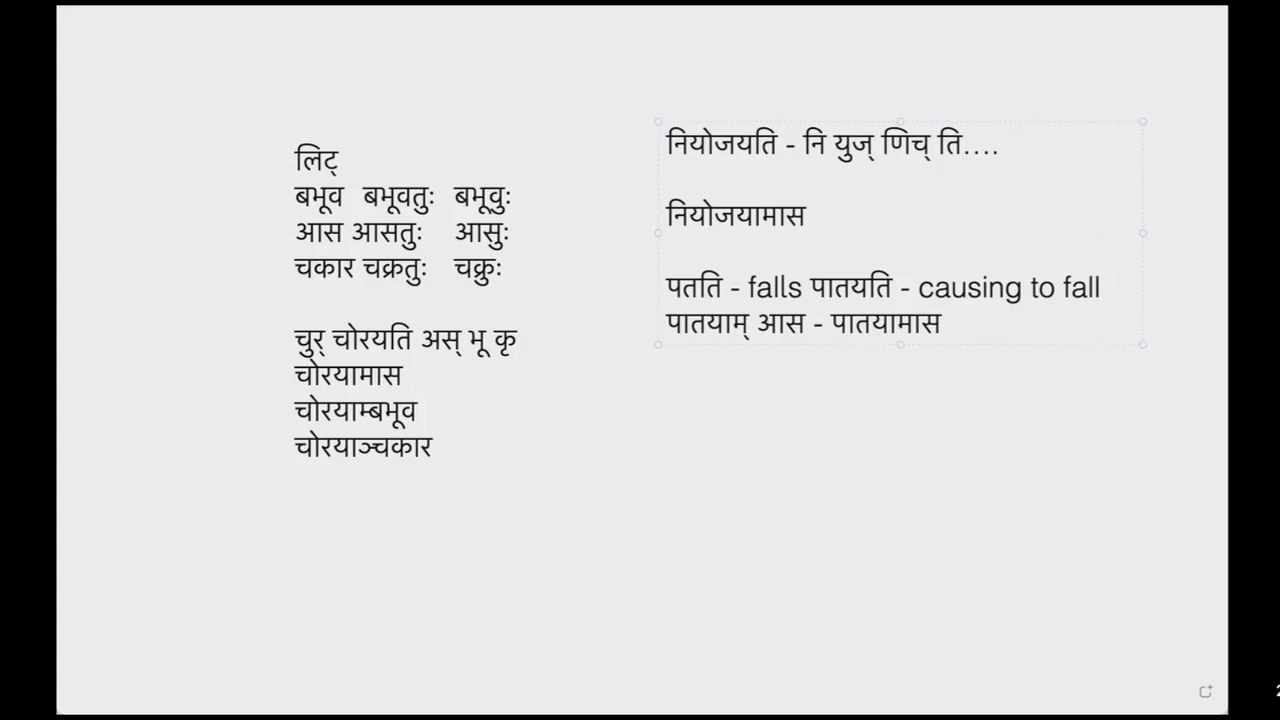 लिट्
बभूव बभूवतुः बभूवुः
आस आसतुः आसुः
चकार चक्रतुः चक्रुः
चुर् चोरयति अस् भू कृ
चोरयामास
चोरयाम्बभूव
चोरयाञ्चकार
नियोजयति - नि युज् णिच् ति....
नियोजयामास
पतति - falls पातयति - causing to fall
पातयाम् आस - पातयामास